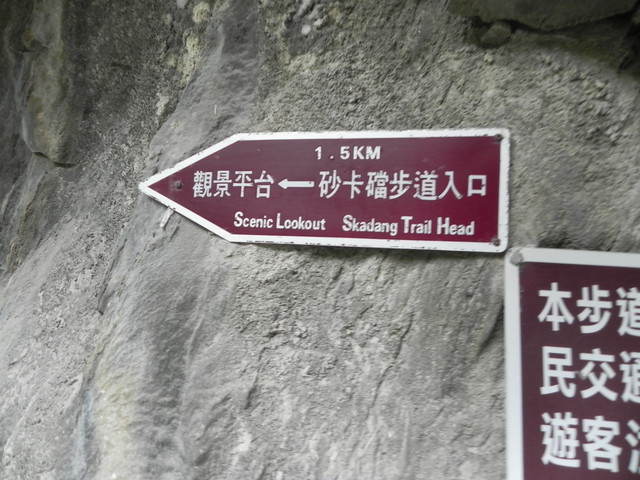 1.5KM
觀景平台←砂卡礑步道入口
Scenic Lookout Skadang Trail Head
本步道
民交通
遊客